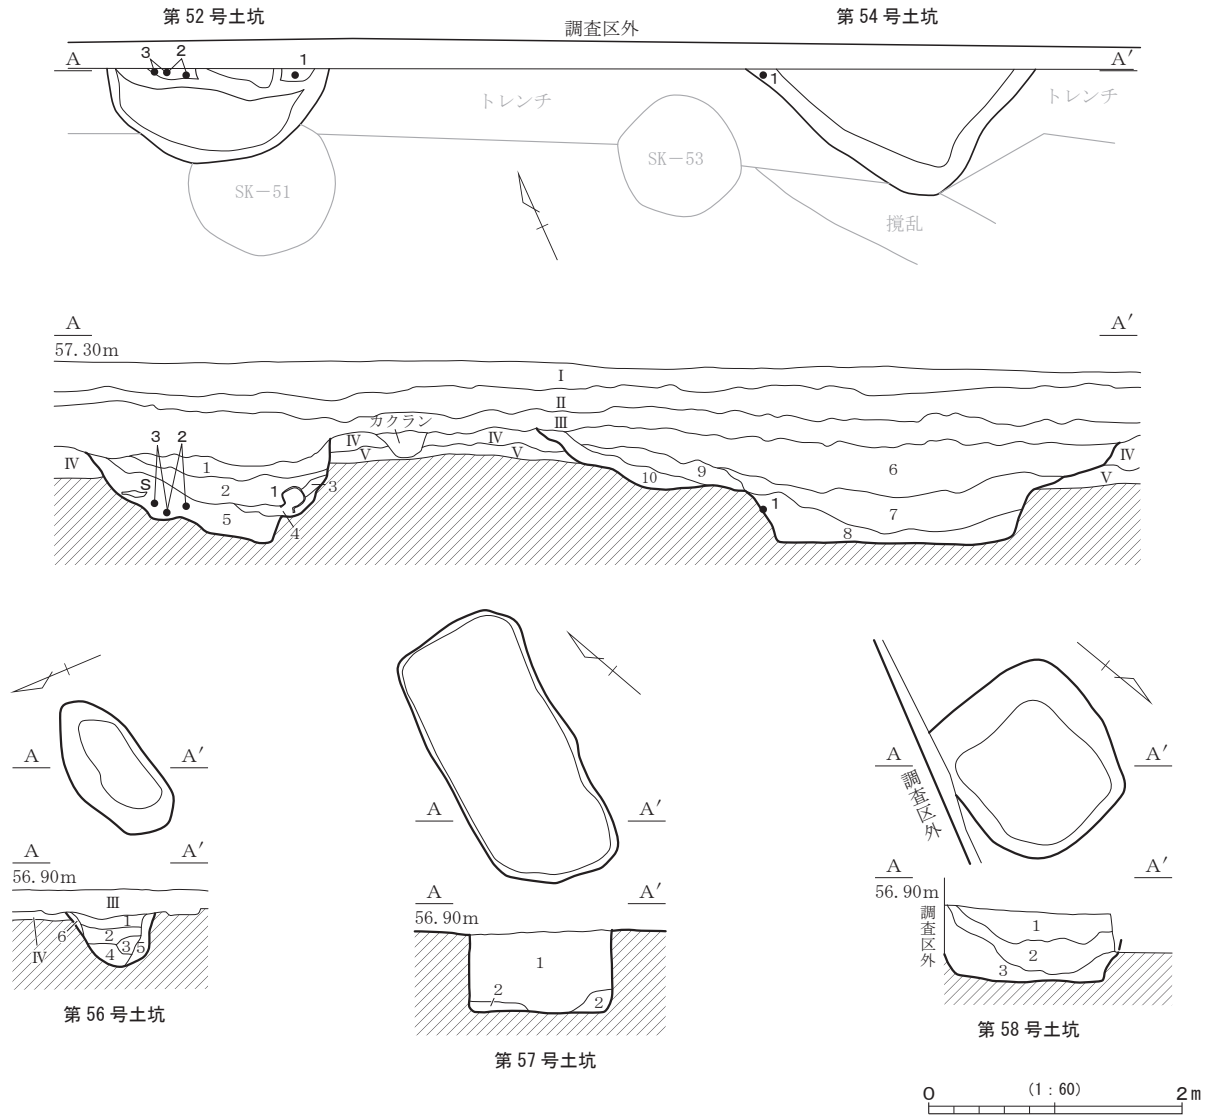 第52号土坑
第54号土坑
調査区外
A
3
2
1
A′
1
トレンチ
トレンチ
SK－51
SK－53
撹乱
A
A′
57.30m
Ⅰ
Ⅱ
Ⅲ
カクラン
Ⅳ
Ⅳ
Ⅴ
Ⅴ
3
2
Ⅳ
1
S
2
1
3
5
4
9
6
10
1
7
8
Ⅳ
Ⅴ
A
A′
A
A′
56.90m
Ⅲ
1
2
3
4
5
6
Ⅳ
第56号土坑
A
A′
A
A′
56.90m
1
2
2
第57号土坑
A
A′
調査区外
A
A′
56.90m
調査区外
1
2
3
第58号土坑
0
(1：60)
2m